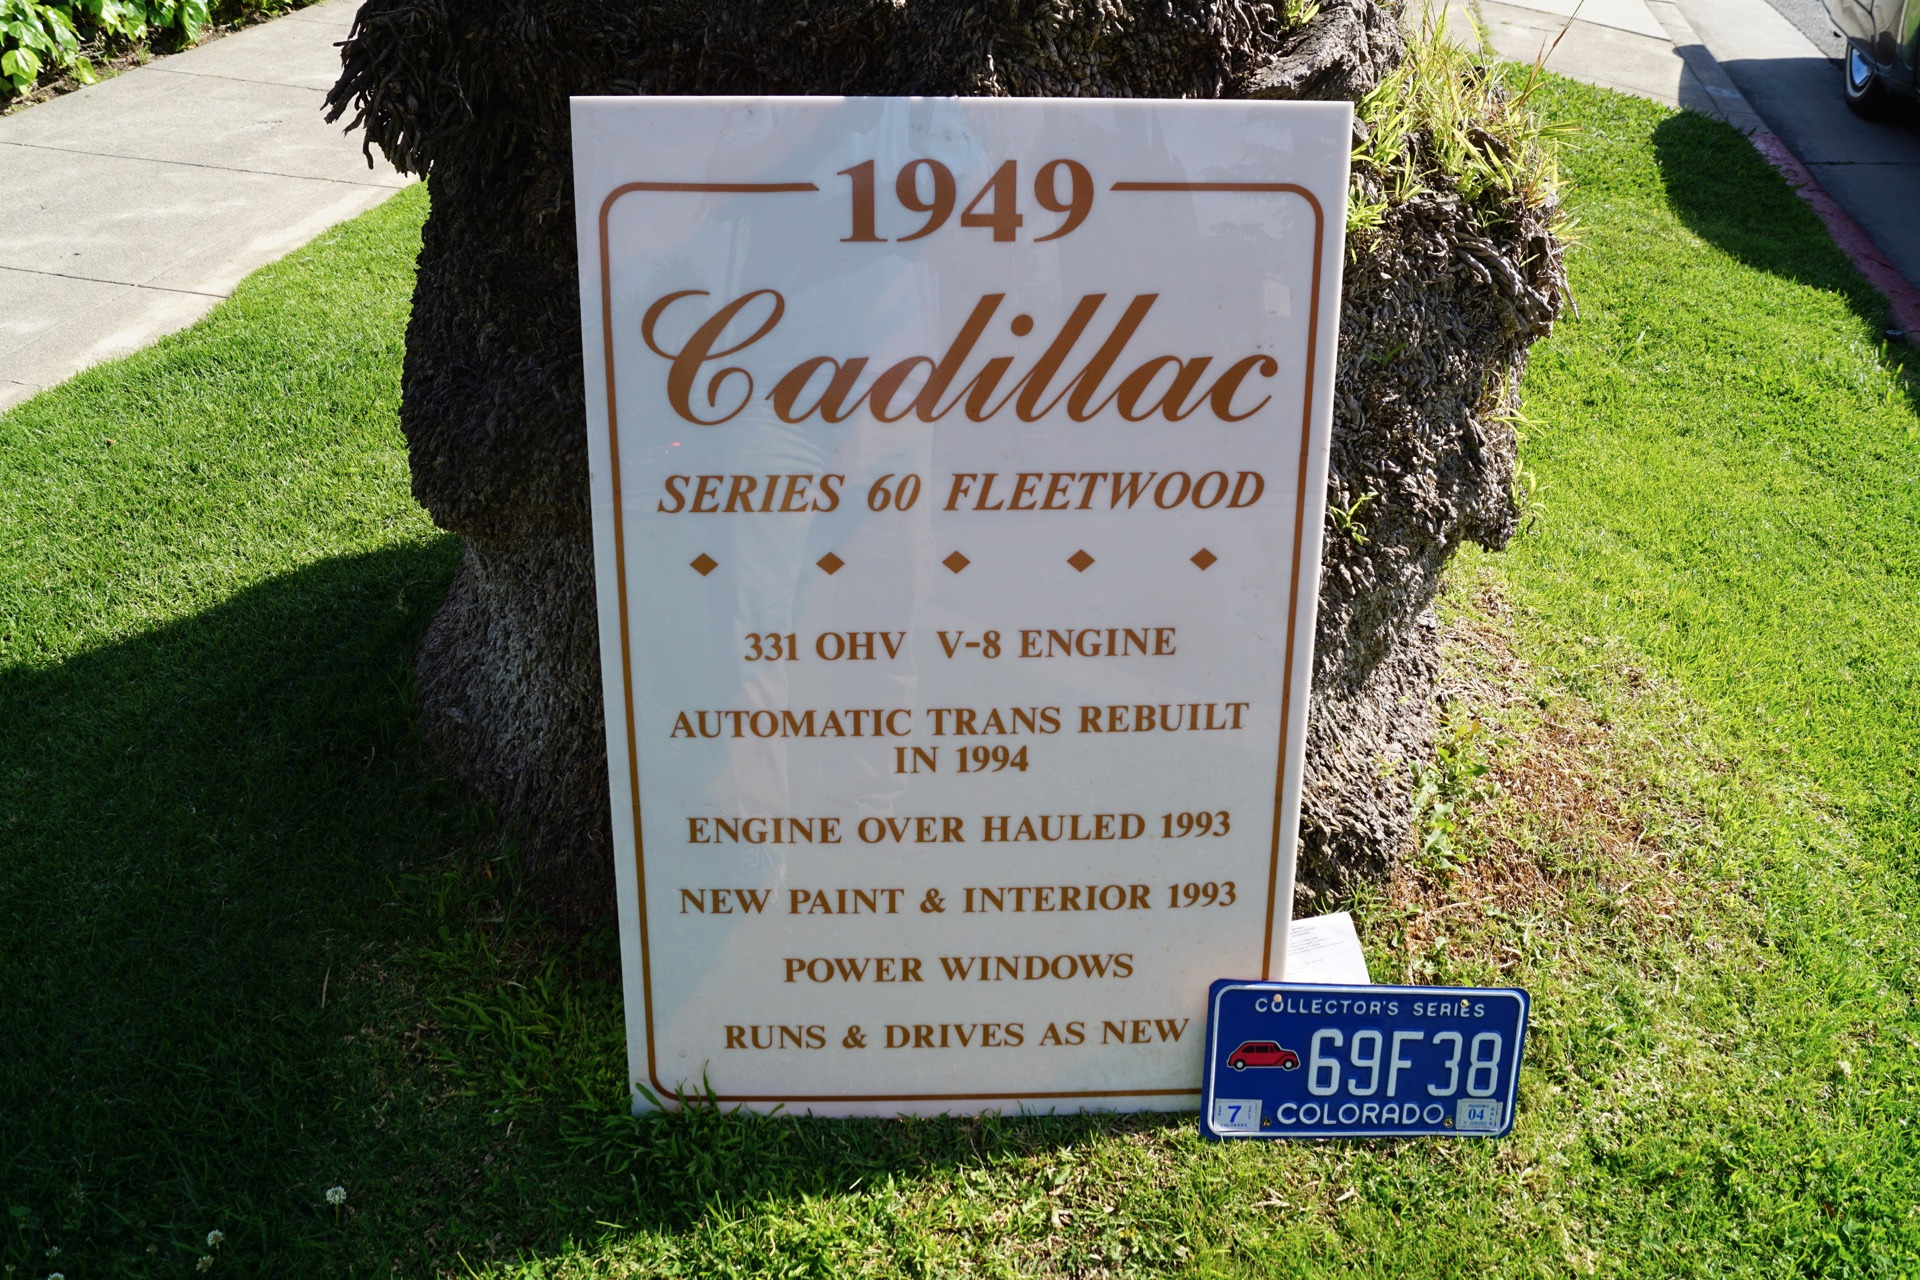 1949
Cadillac
SERIES 60 FLEETWOOD
331 OHV V-8 ENGINE
AUTOMATIC TRANS REBUILT
IN 1994
ENGINE OVER HAULED 1993
NEW PAINT & INTERIOR 1993
POWER WINDOWS
RUNS & DRIVES AS NEW
COLLECTOR'S SERIES
69F38
7
COLORADO
04